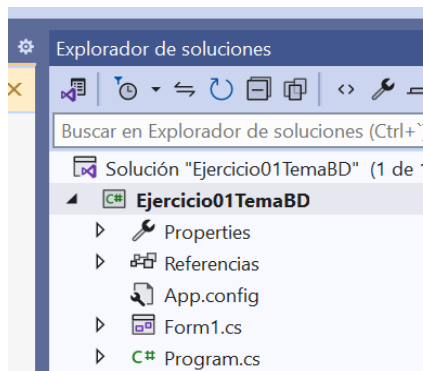 Explorador de soluciones
Buscar en Explorador de soluciones (Ctrl+`)
Solución "Ejercicio01TemaBD" (1 de
C# Ejercicio01TemaBD
Properties
Referencias
App.config
Form1.cs
C# Program.cs